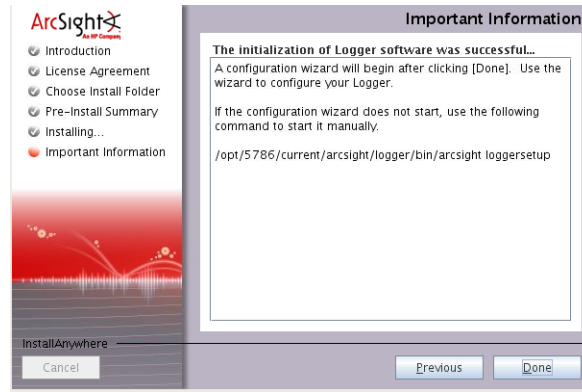 ArcSight
An HP Company
Important Information
Introduction
License Agreement
Choose Install Folder
Pre-Install Summary
Installing...
Important Information
The initialization of Logger software was successful...
A configuration wizard will begin after clicking [Done].  Use the
wizard to configure your Logger.
If the configuration wizard does not start, use the following
command to start it manually.
/opt/5786/current/arcsight/logger/bin/arcsight loggersetup
InstallAnywhere
Cancel
Previous
Done